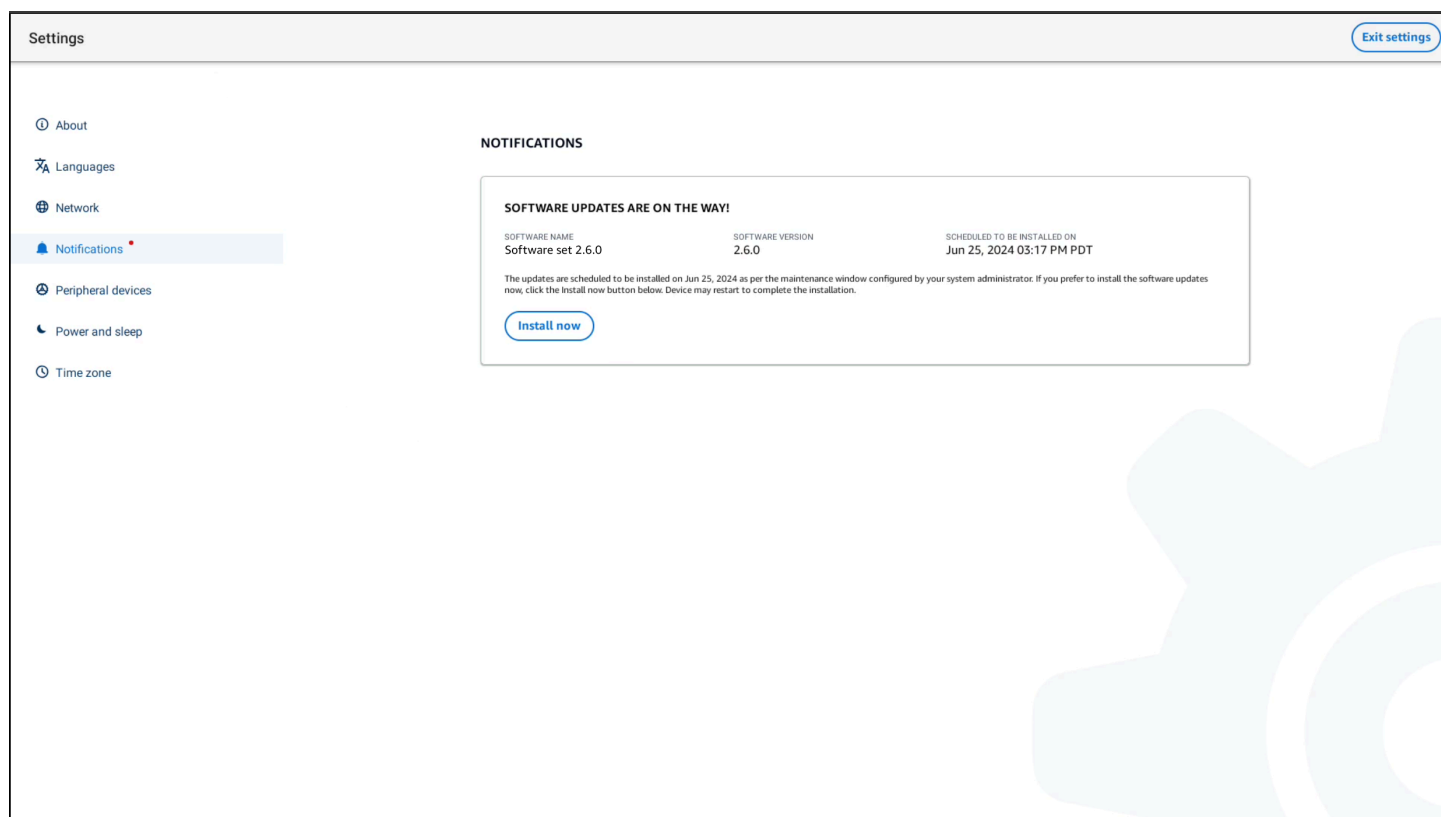 Settings
Exit settings
About
Languages
Network
Notifications
Peripheral devices
Power and sleep
Time zone
NOTIFICATIONS
SOFTWARE UPDATES ARE ON THE WAY!
SOFTWARE NAME
Software set 2.6.0
SOFTWARE VERSION
2.6.0
SCHEDULED TO BE INSTALLED ON
Jun 25, 2024 03:17 PM PDT
The updates are scheduled to be installed on Jun 25, 2024 as per the maintenance window configured by your system administrator. If you prefer to install the software updates
now, click the Install now button below. Device may restart to complete the installation.
Install now